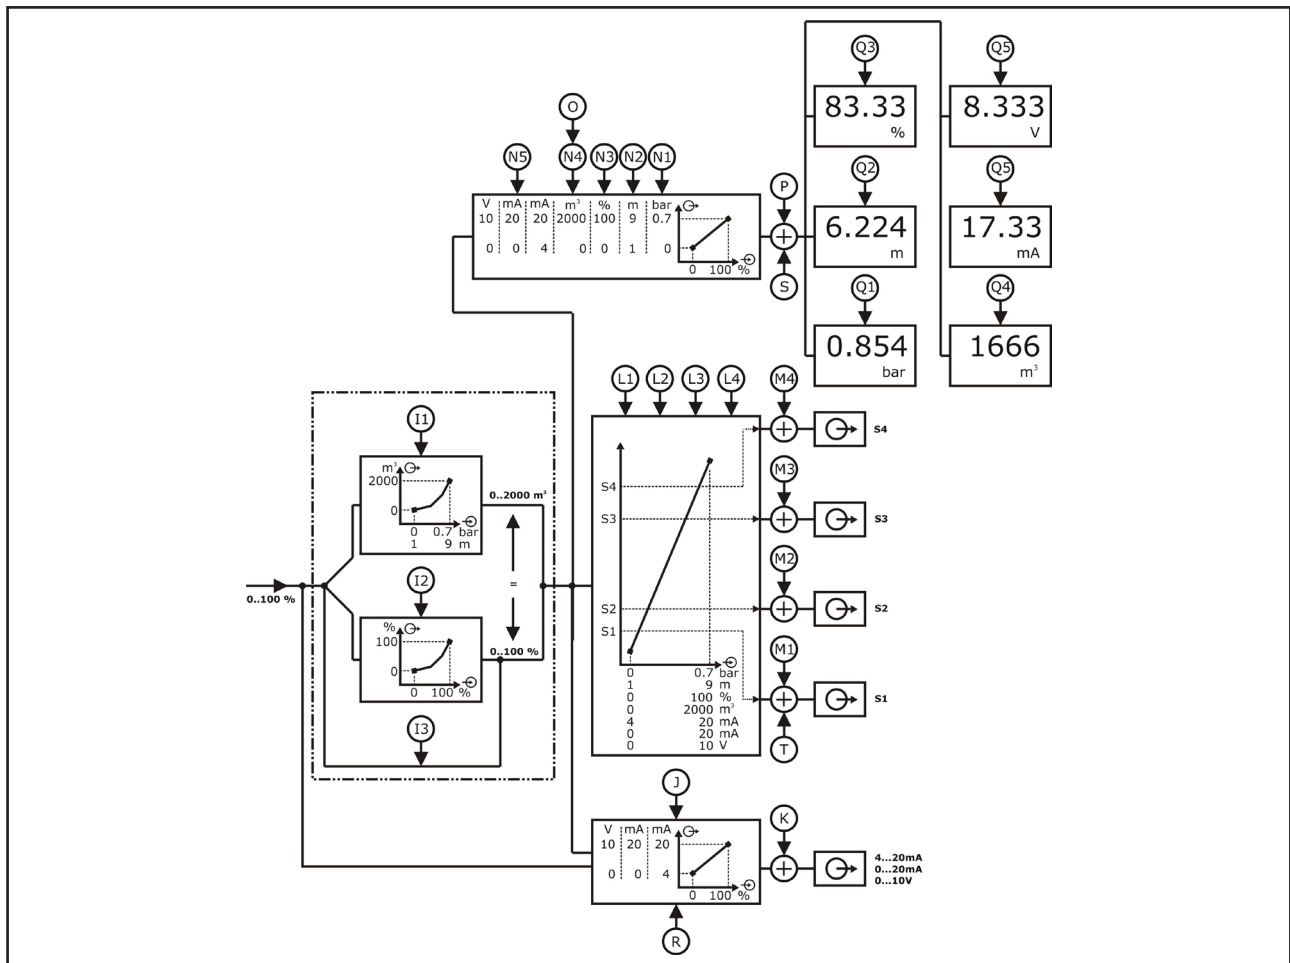 Q3 Q5
83.33
%
8.333
V
O
N5 N4 N3 N2 N1
P
Q2 Q5
V mA mA m³ % m bar
10 20 20 2000 100 9 0.7
0 0 4 0 0 1 0
0 100 %
S
6.224
m
17.33
mA
Q1 Q4
0.854
bar
1666
m³
L1 L2 L3 L4 M4
S4
I1
m³
2000
0
0 0.7 bar
1 9 m
0..2000 m³
S4
S3
M3
S3
=
0..100 %
I2
%
100
0
0 100 %
0..100 %
M2
S2
S2
S1
M1
S1
0 0.7 bar
1 9 m
0 100 %
0 2000 m³
4 20 mA
0 20 mA
0 10 V
I3
T
J
V mA mA
10 20 20
0 0 4
0 100 %
K
4...20mA
0...20mA
0...10V
R